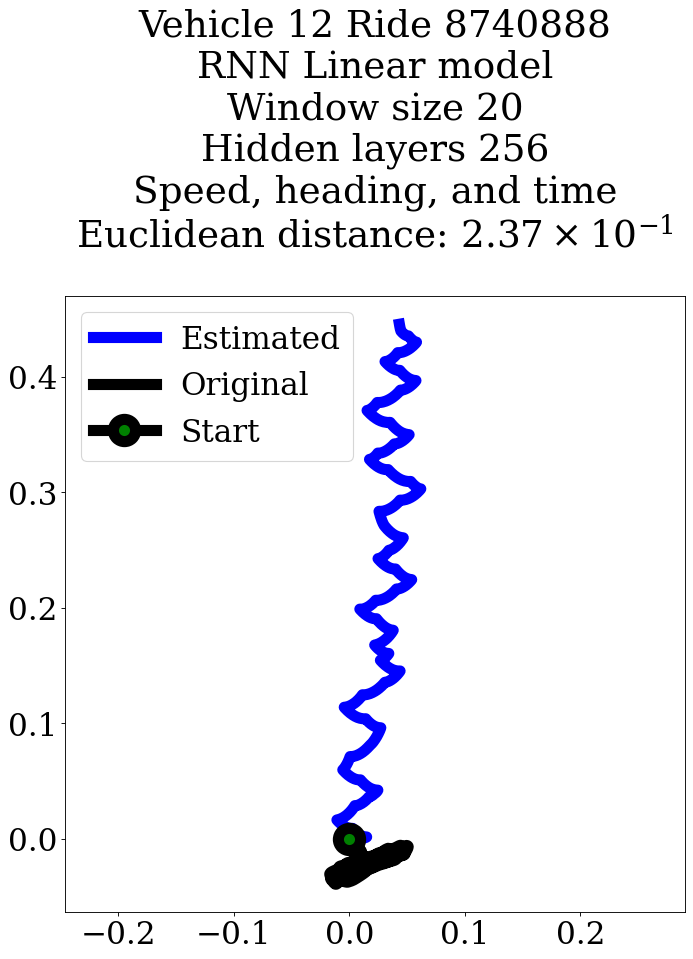 Vehicle 12 Ride 8740888
RNN Linear model
Window size 20
Hidden layers 256
Speed, heading, and time
Euclidean distance: 2.37 × 10⁻¹
Estimated
Original
Start
0.4
0.3
0.2
0.1
0.0
−0.2 −0.1 0.0 0.1 0.2